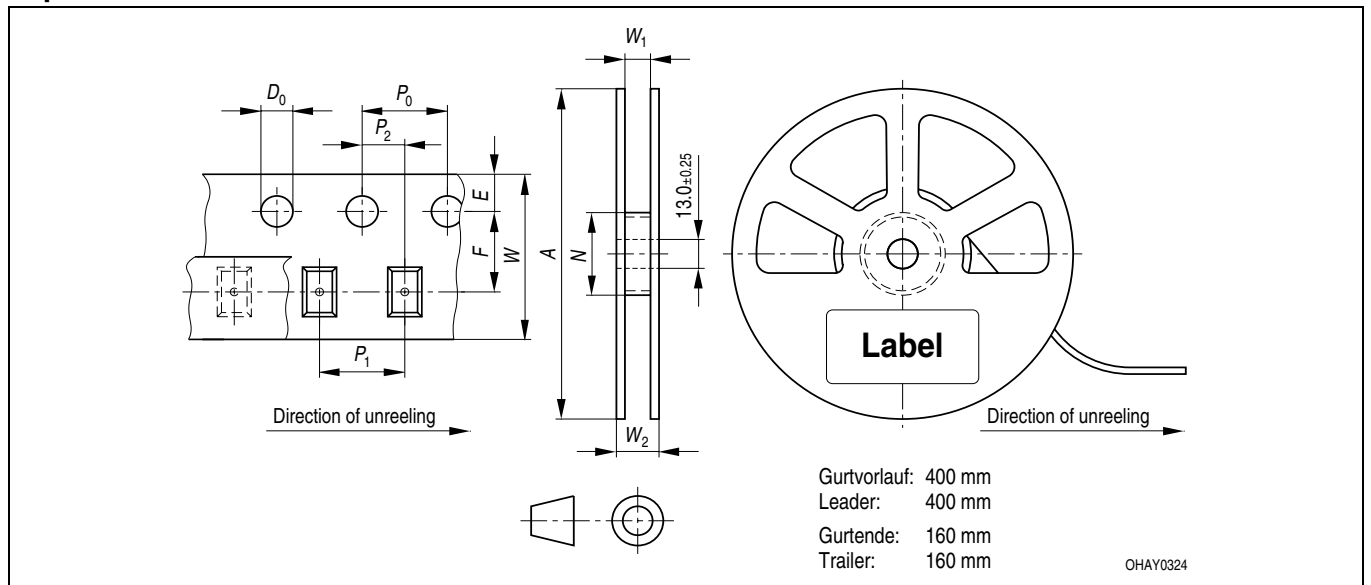 W1
D0
P0
P2
E
13.0±0.25
F
W
A
N
P1
Label
Direction of unreeling
W2
Direction of unreeling
Gurtvorlauf: 400 mm
Leader: 400 mm
Gurtende: 160 mm
Trailer: 160 mm
OHAY0324